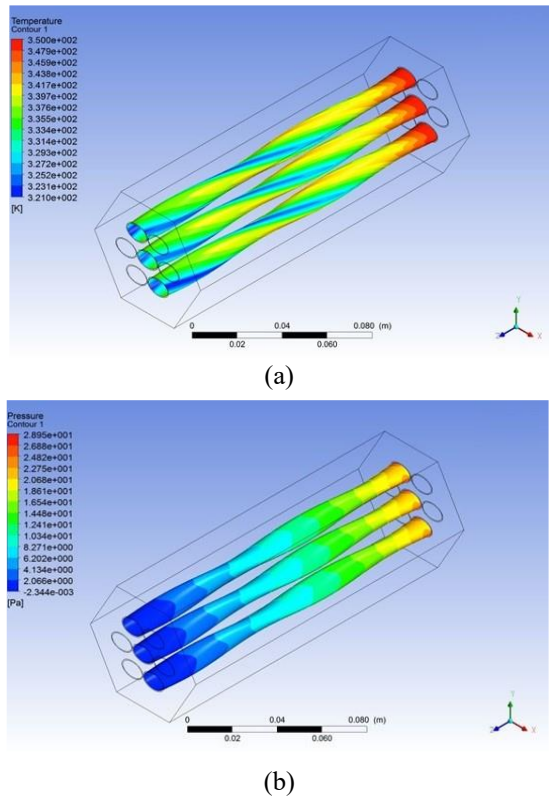 Temperature
Contour 1
3.500e+002
3.479e+002
3.459e+002
3.438e+002
3.417e+002
3.397e+002
3.376e+002
3.355e+002
3.334e+002
3.314e+002
3.293e+002
3.272e+002
3.252e+002
3.231e+002
3.210e+002
[K]
0 0.04 0.080 (m)
0.02 0.060
Y
Z X
(a)
Pressure
Contour 1
2.895e+001
2.688e+001
2.482e+001
2.275e+001
2.068e+001
1.861e+001
1.654e+001
1.448e+001
1.241e+001
1.034e+001
8.271e+000
6.202e+000
4.134e+000
2.066e+000
-2.344e-003
[Pa]
0 0.04 0.080 (m)
0.02 0.060
Y
Z X
(b)